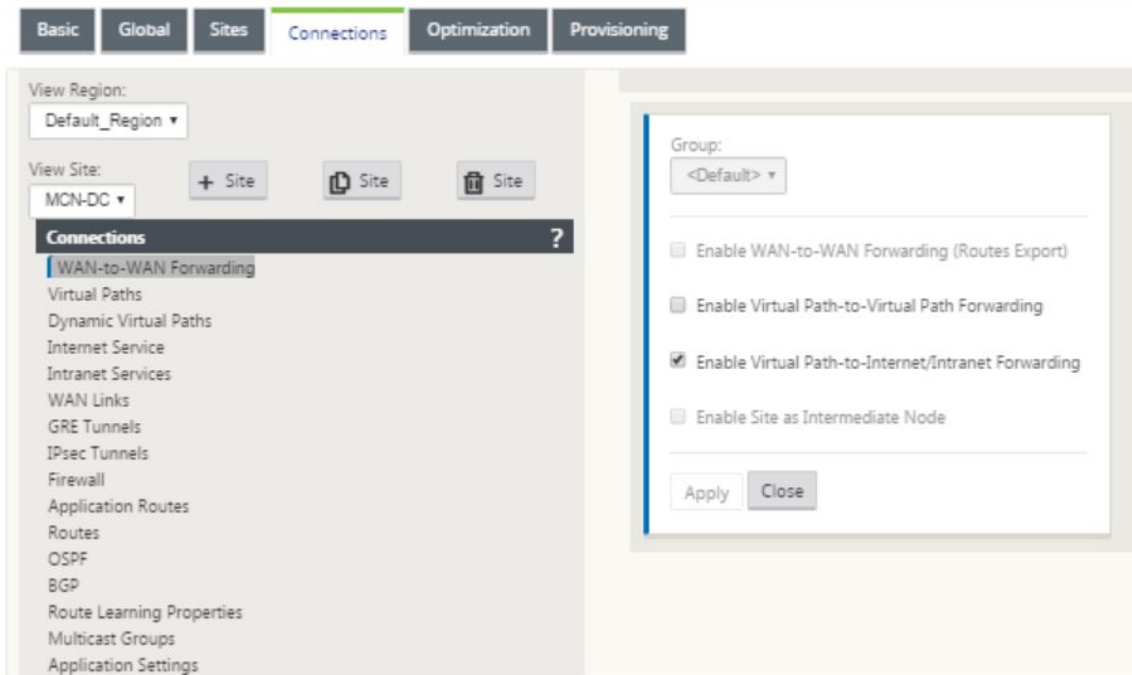 Basic Global Sites Connections Optimization Provisioning
View Region:
Default_Region
View Site:
MCN-DC
+ Site Site Site
Connections ?
WAN-to-WAN Forwarding
Virtual Paths
Dynamic Virtual Paths
Internet Service
Intranet Services
WAN Links
GRE Tunnels
IPsec Tunnels
Firewall
Application Routes
Routes
OSPF
BGP
Route Learning Properties
Multicast Groups
Application Settings
Group:
<Default>
Enable WAN-to-WAN Forwarding (Routes Export)
Enable Virtual Path-to-Virtual Path Forwarding
Enable Virtual Path-to-Internet/Intranet Forwarding
Enable Site as Intermediate Node
Apply Close